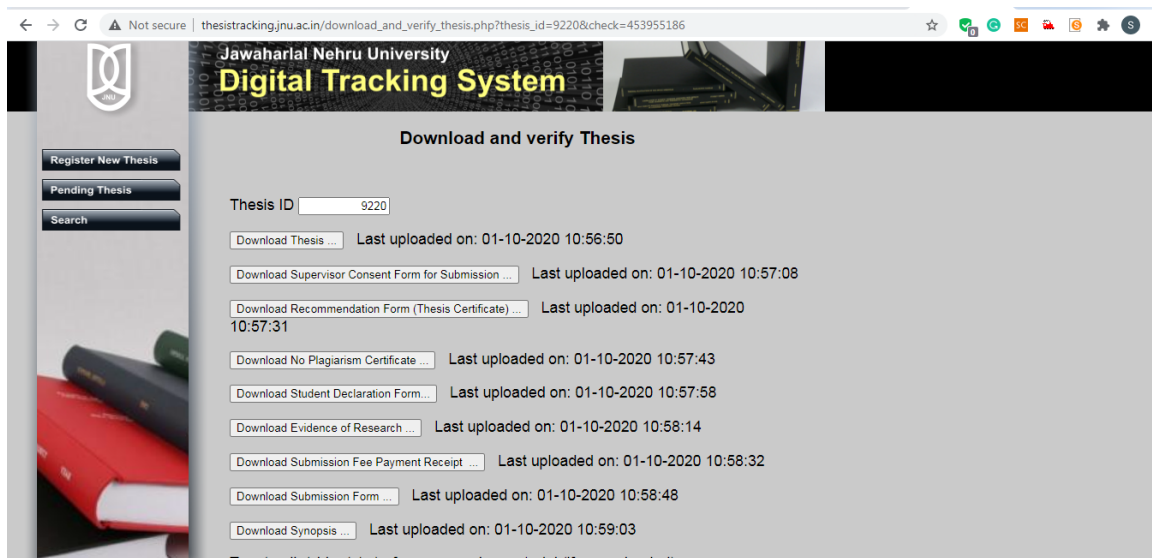 Not secure
thesistracking.jnu.ac.in/download_and_verify_thesis.php?thesis_id=9220&check=453955186
0
SC
S
JNU
Jawaharlal Nehru University
Digital Tracking System
Download and verify Thesis
Register New Thesis
Pending Thesis
Search
Thesis ID 9220
Download Thesis ... Last uploaded on: 01-10-2020 10:56:50
Download Supervisor Consent Form for Submission ... Last uploaded on: 01-10-2020 10:57:08
Download Recommendation Form (Thesis Certificate) ... Last uploaded on: 01-10-2020
10:57:31
Download No Plagiarism Certificate ... Last uploaded on: 01-10-2020 10:57:43
Download Student Declaration Form... Last uploaded on: 01-10-2020 10:57:58
Download Evidence of Research ... Last uploaded on: 01-10-2020 10:58:14
Download Submission Fee Payment Receipt ... Last uploaded on: 01-10-2020 10:58:32
Download Submission Form ... Last uploaded on: 01-10-2020 10:58:48
Download Synopsis ... Last uploaded on: 01-10-2020 10:59:03